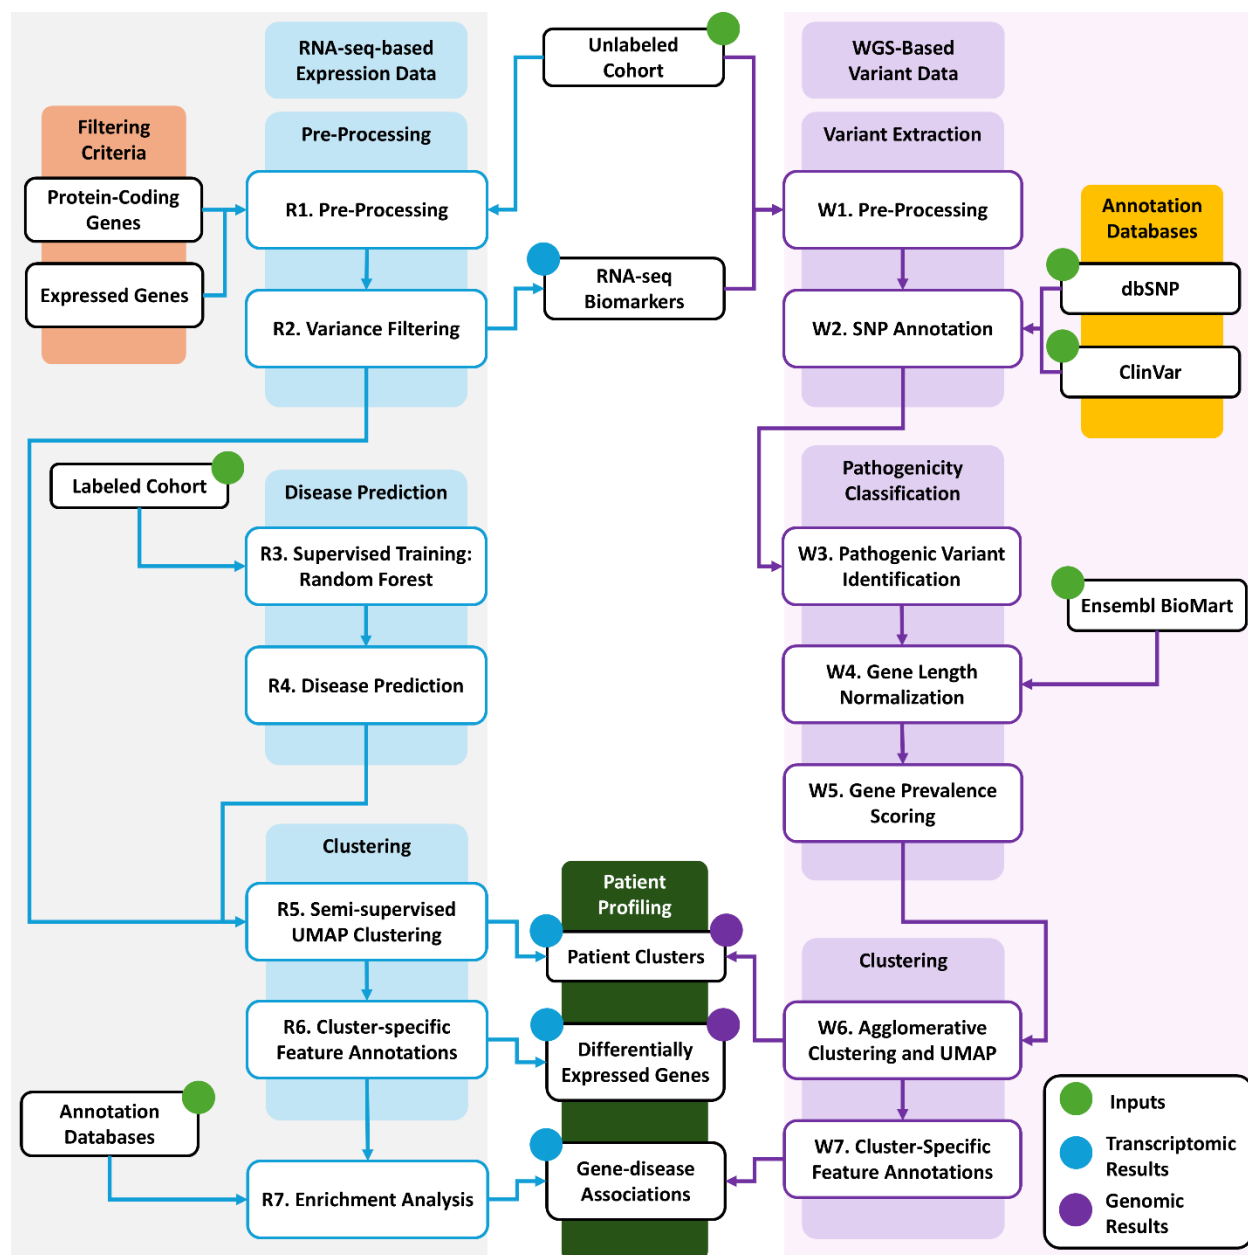 RNA-seq-based
Expression Data
Unlabeled
Cohort
WGS-Based
Variant Data
Filtering
Criteria
Pre-Processing
Variant Extraction
Protein-Coding
Genes
R1. Pre-Processing
W1. Pre-Processing
Annotation
Databases
Expressed Genes
R2. Variance Filtering
RNA-seq
Biomarkers
W2. SNP Annotation
dbSNP
ClinVar
Labeled Cohort
Disease Prediction
Pathogenicity
Classification
R3. Supervised Training:
Random Forest
W3. Pathogenic Variant
Identification
Ensembl BioMart
R4. Disease Prediction
W4. Gene Length
Normalization
W5. Gene Prevalence
Scoring
Clustering
Patient
Profiling
R5. Semi-supervised
UMAP Clustering
Patient Clusters
Clustering
R6. Cluster-specific
Feature Annotations
Differentially
Expressed Genes
W6. Agglomerative
Clustering and UMAP
Annotation
Databases
R7. Enrichment Analysis
Gene-disease
Associations
W7. Cluster-Specific
Feature Annotations
Inputs
Transcriptomic
Results
Genomic
Results